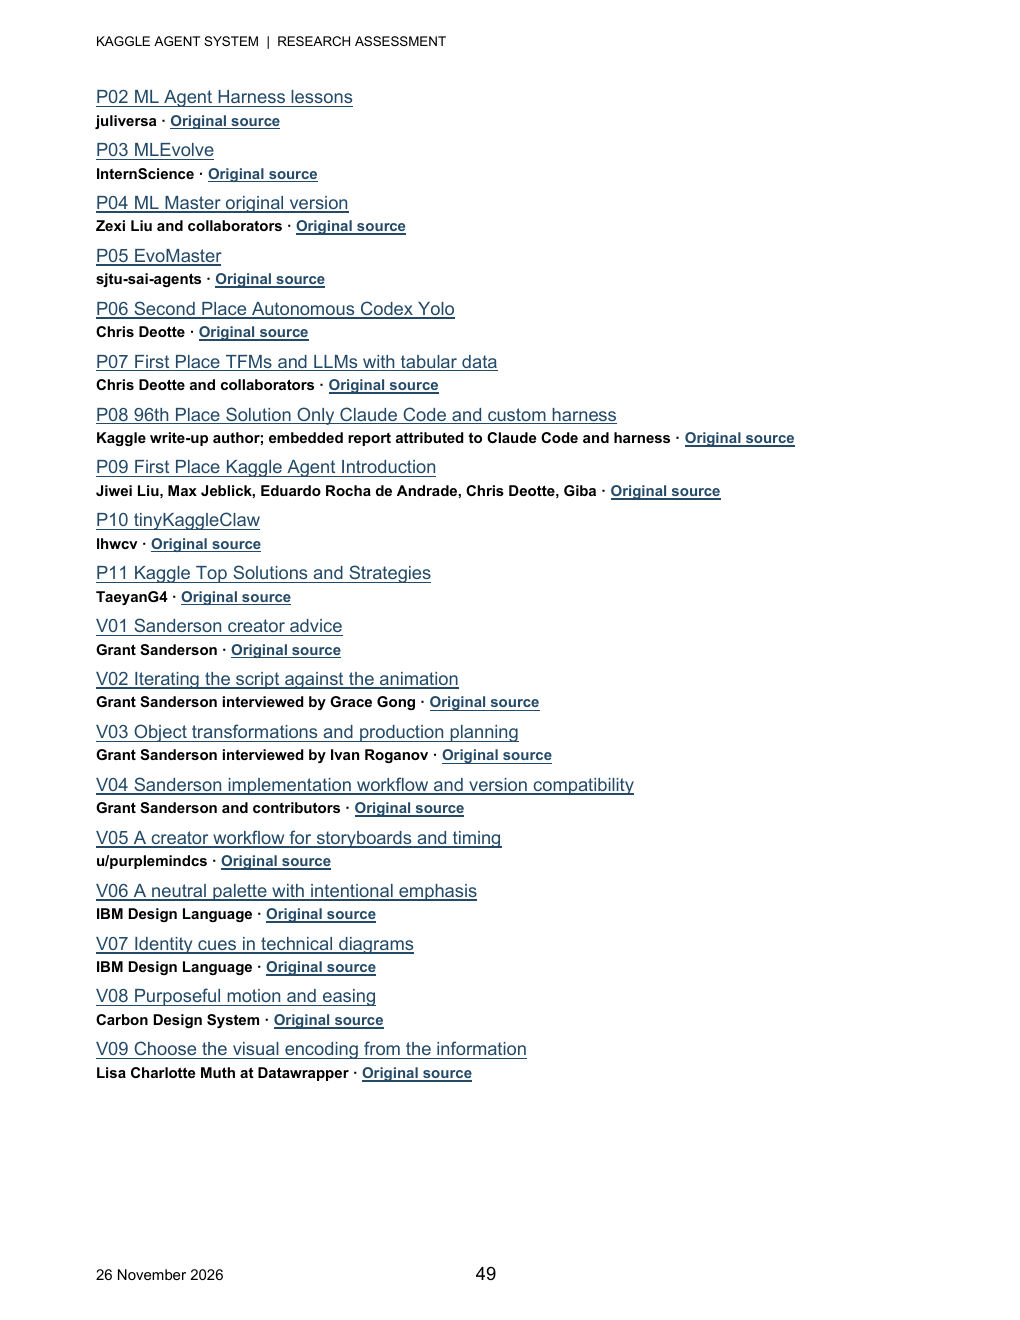 KAGGLE AGENT SYSTEM | RESEARCH ASSESSMENT
P02 ML Agent Harness lessons
juliversa · Original source
P03 MLEvolve
InternScience · Original source
P04 ML Master original version
Zexi Liu and collaborators · Original source
P05 EvoMaster
sjtu-sai-agents · Original source
P06 Second Place Autonomous Codex Yolo
Chris Deotte · Original source
P07 First Place TFMs and LLMs with tabular data
Chris Deotte and collaborators · Original source
P08 96th Place Solution Only Claude Code and custom harness
Kaggle write-up author; embedded report attributed to Claude Code and harness · Original source
P09 First Place Kaggle Agent Introduction
Jiwei Liu, Max Jeblick, Eduardo Rocha de Andrade, Chris Deotte, Giba · Original source
P10 tinyKaggleClaw
lhwcv · Original source
P11 Kaggle Top Solutions and Strategies
TaeyanG4 · Original source
V01 Sanderson creator advice
Grant Sanderson · Original source
V02 Iterating the script against the animation
Grant Sanderson interviewed by Grace Gong · Original source
V03 Object transformations and production planning
Grant Sanderson interviewed by Ivan Roganov · Original source
V04 Sanderson implementation workflow and version compatibility
Grant Sanderson and contributors · Original source
V05 A creator workflow for storyboards and timing
u/purplemindcs · Original source
V06 A neutral palette with intentional emphasis
IBM Design Language · Original source
V07 Identity cues in technical diagrams
IBM Design Language · Original source
V08 Purposeful motion and easing
Carbon Design System · Original source
V09 Choose the visual encoding from the information
Lisa Charlotte Muth at Datawrapper · Original source
26 November 2026 49